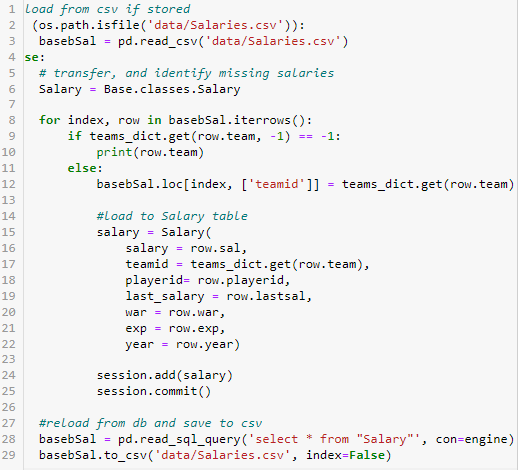 1 load from csv if stored
2 (os.path.isfile('data/Salaries.csv')):
3 basebSal = pd.read_csv('data/Salaries.csv')
4 se:
5 # transfer, and identify missing salaries
6 Salary = Base.classes.Salary
7
8 for index, row in basebSal.iterrows():
9 if teams_dict.get(row.team, -1) == -1:
10 print(row.team)
11 else:
12 basebSal.loc[index, ['teamid']] = teams_dict.get(row.team)
13
14 #load to Salary table
15 salary = Salary(
16 salary = row.sal,
17 teamid = teams_dict.get(row.team),
18 playerid= row.playerid,
19 last_salary = row.lastsal,
20 war = row.war,
21 exp = row.exp,
22 year = row.year)
23
24 session.add(salary)
25 session.commit()
26
27 #reload from db and save to csv
28 basebSal = pd.read_sql_query('select * from "Salary"', con=engine)
29 basebSal.to_csv('data/Salaries.csv', index=False)